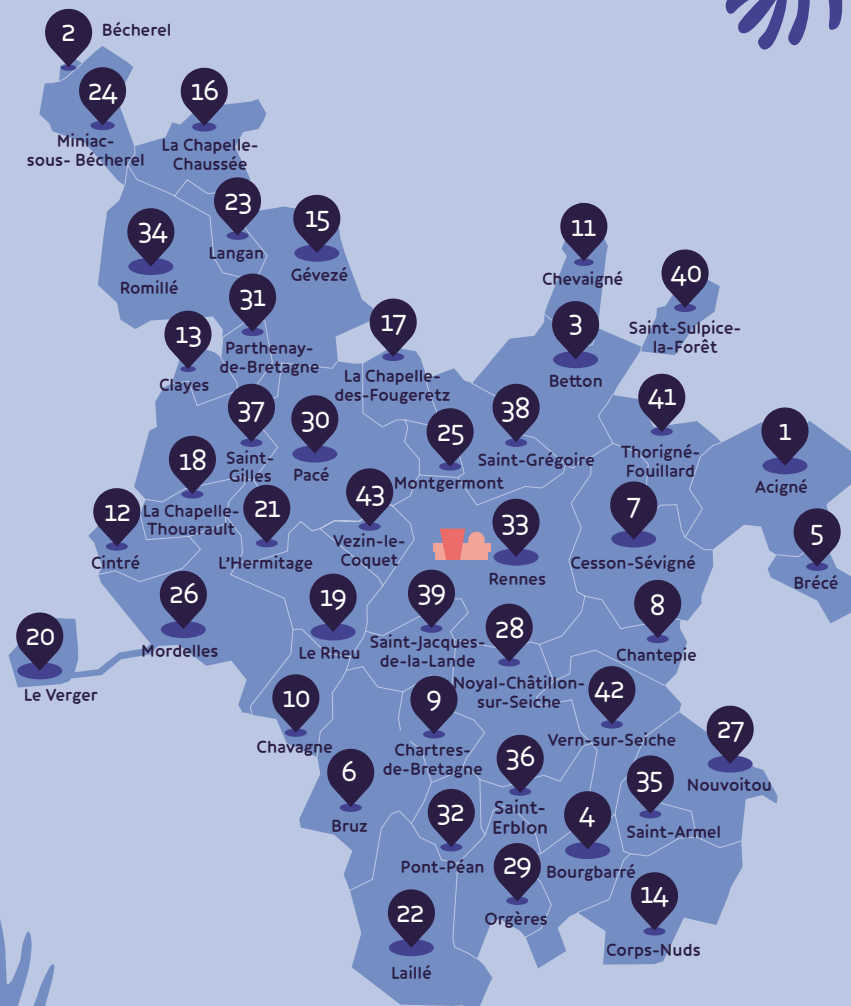 2
Bécherel
24
Miniac-
sous- Bécherel
16
La Chapelle-
Chaussée
23
Langan
15
Gévezé
34
Romillé
11
Chevaigné
40
Saint-Sulpice-
la-Forêt
31
Parthenay-
de-Bretagne
13
Clayes
17
La Chapelle-
des-Fougeretz
3
Betton
37
Saint-
Gilles
30
Pacé
25
Montgermont
38
Saint-Grégoire
41
Thorigné-
Fouillard
1
Acigné
18
La Chapelle-
Thouarault
12
Cintré
21
L'Hermitage
43
Vezin-le-
Coquet
33
Rennes
7
Cesson-Sévigné
5
Brécé
26
Mordelles
19
Le Rheu
39
Saint-Jacques-
de-la-Lande
28
Noyal-Châtillon-
sur-Seiche
8
Chantepie
20
Le Verger
10
Chavagne
9
Chartres-
de-Bretagne
42
Vern-sur-Seiche
27
Nouvoitou
6
Bruz
36
Saint-
Erblon
35
Saint-Armel
32
Pont-Péan
4
Bourgbarré
29
Orgères
14
Corps-Nuds
22
Laillé